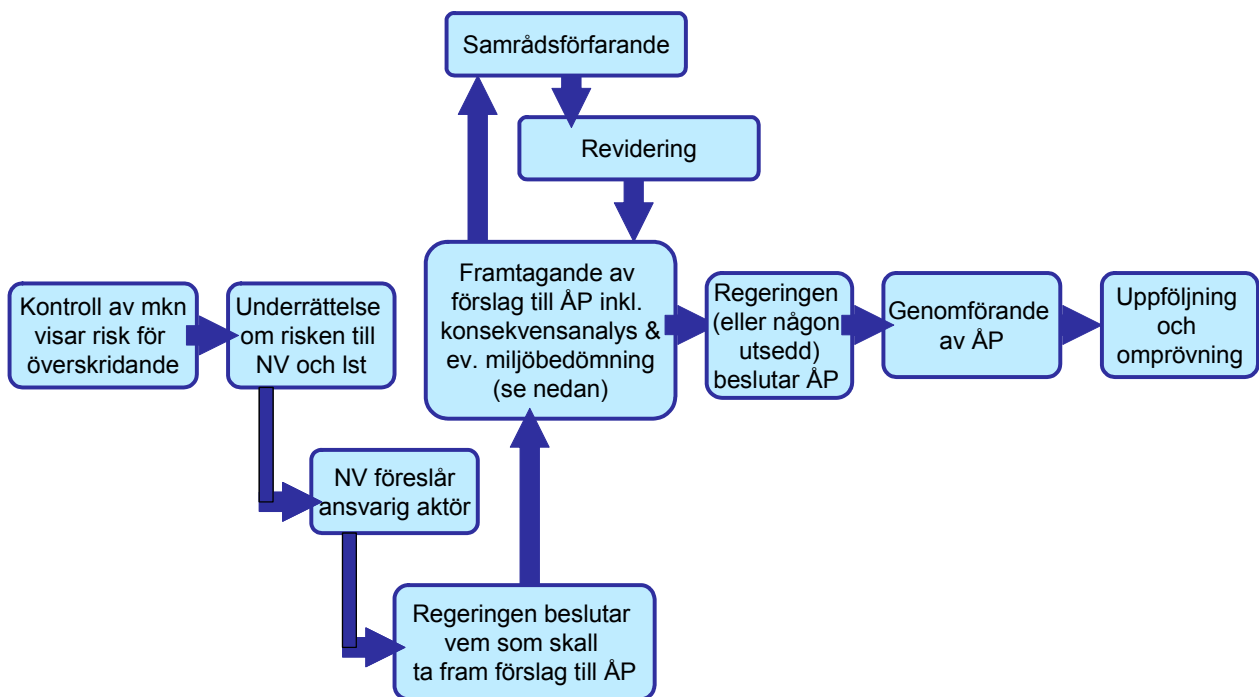 Samrådsförfarande
Revidering
Kontroll av mkn
visar risk för
överskridande
Underrättelse
om risken till
NV och lst
Framtagande av
förslag till ÅP inkl.
konsekvensanalys &
ev. miljöbedömning
(se nedan)
Regeringen
(eller någon
utsedd)
beslutar ÅP
Genomförande
av ÅP
Uppföljning
och
omprövning
NV föreslår
ansvarig aktör
Regeringen beslutar
vem som skall
ta fram förslag till ÅP